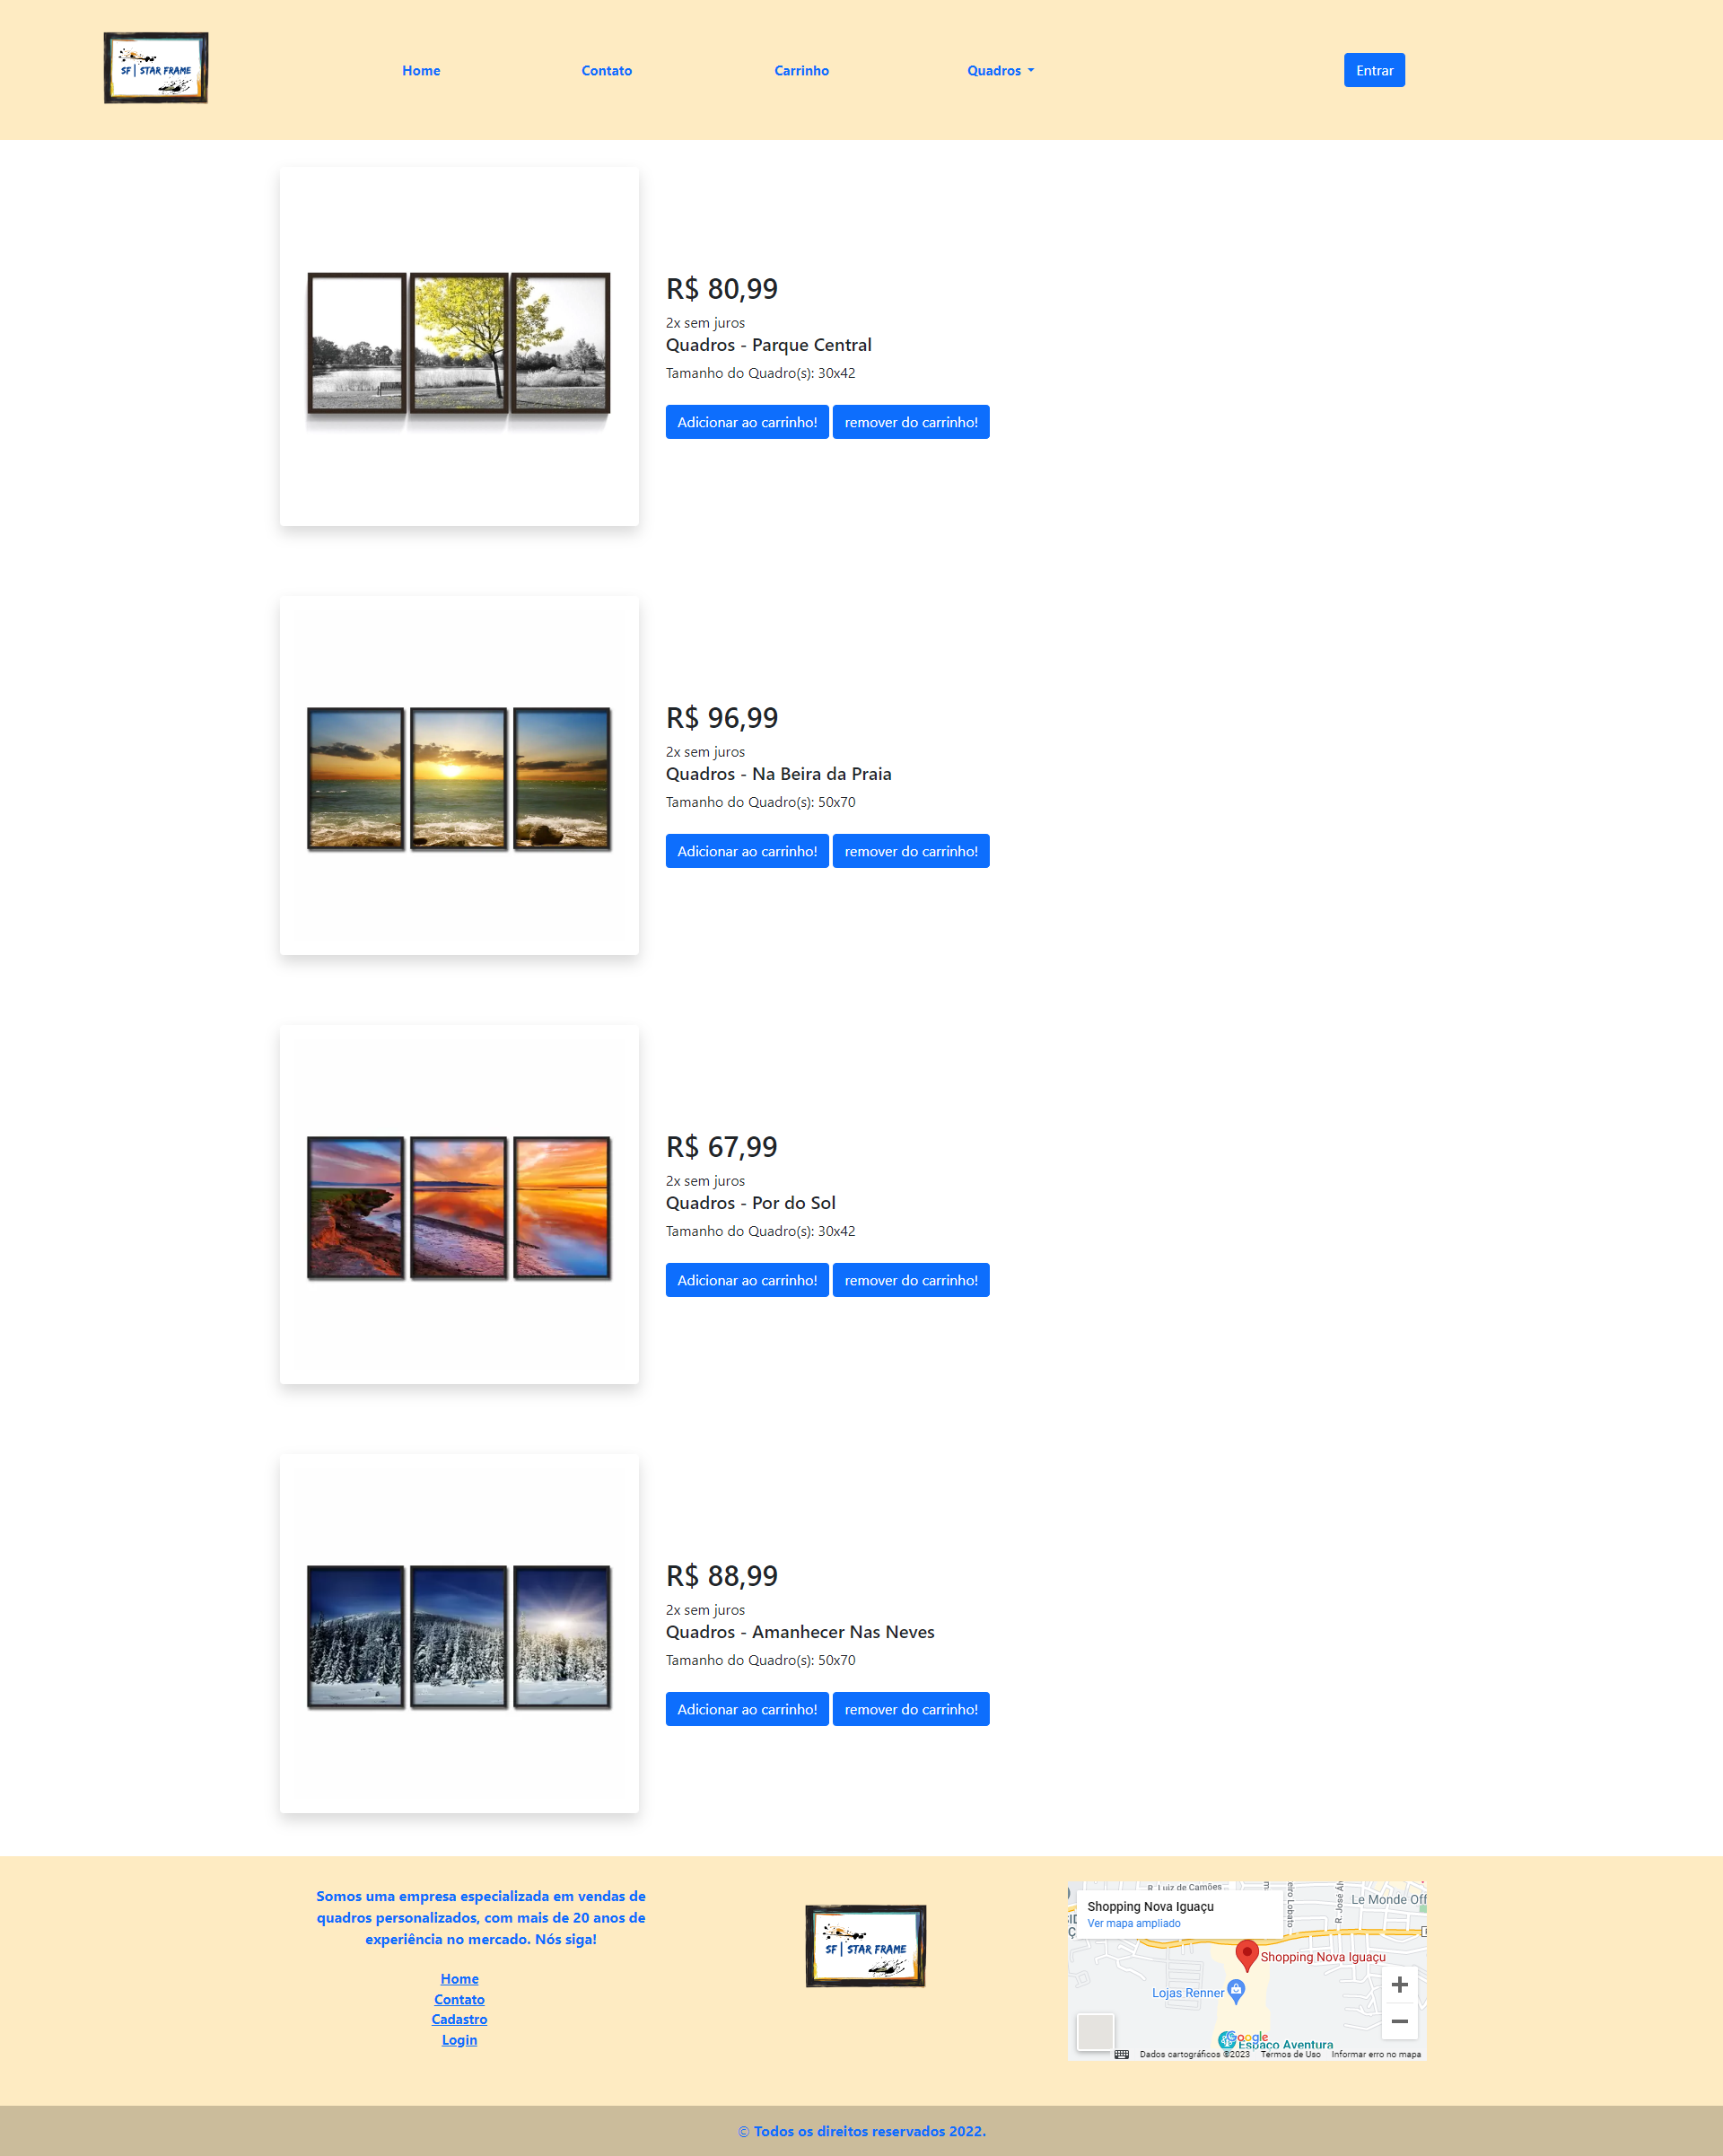 SF | STAR FRAME
Home
Contato
Carrinho
Quadros
Entrar
R$ 80,99
2x sem juros
Quadros - Parque Central
Tamanho do Quadro(s): 30x42
Adicionar ao carrinho! remover do carrinho!
R$ 96,99
2x sem juros
Quadros - Na Beira da Praia
Tamanho do Quadro(s): 50x70
Adicionar ao carrinho! remover do carrinho!
R$ 67,99
2x sem juros
Quadros - Por do Sol
Tamanho do Quadro(s): 30x42
Adicionar ao carrinho! remover do carrinho!
R$ 88,99
2x sem juros
Quadros - Amanhecer Nas Neves
Tamanho do Quadro(s): 50x70
Adicionar ao carrinho! remover do carrinho!
Somos uma empresa especializada em vendas de
quadros personalizados, com mais de 20 anos de
experiência no mercado. Nós siga!
Home
Contato
Cadastro
Login
SF | STAR FRAME
R. Luiz de Camões
Shopping Nova Iguaçu
Ver mapa ampliado
eiro Lobato
R. José Ál
Le Monde Off
Shopping Nova Iguaçu
Lojas Renner
Google
Espaço Aventura
Dados cartográficos ©2023 Termos de Uso Informar erro no mapa
© Todos os direitos reservados 2022.